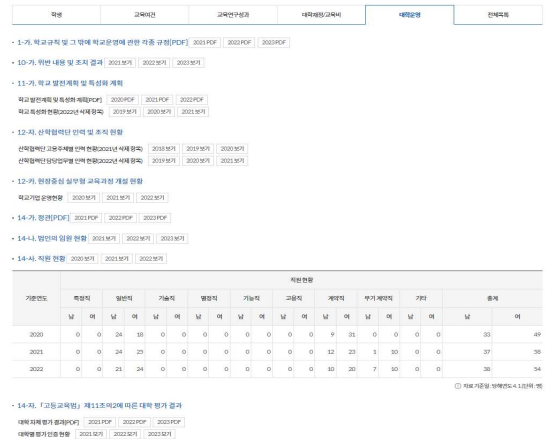 학생 교육여건 교육연구성과 대학재정/교육비 대학운영 전체목록
1-가. 학교규칙 및 그 밖에 학교운영에 관한 각종 규정[PDF] 2021 PDF 2022 PDF 2023 PDF
10-가. 위반 내용 및 조치 결과 2021 보기 2022 보기 2023 보기
11-가. 학교 발전계획 및 특성화 계획
학교 발전계획 및 특성화 계획[PDF] 2020 PDF 2021 PDF 2022 PDF
학교 특성화 현황(2022년 삭제 항목) 2019 보기 2020 보기 2021 보기
12-자. 산학협력단 인력 및 조직 현황
산학협력단 고용주체별 인력 현황(2021년 삭제 항목) 2018 보기 2019 보기 2020 보기
산학협력단 담당업무별 인력 현황(2022년 삭제 항목) 2019 보기 2020 보기 2021 보기
12-카. 현장중심 실무형 교육과정 개설 현황
학교기업 운영현황 2020 보기 2021 보기 2022 보기
14-가. 정관[PDF] 2021 PDF 2022 PDF 2023 PDF
14-나. 법인의 임원 현황 2021 보기 2022 보기 2023 보기
14-사. 직원 현황 2020 보기 2021 보기 2022 보기
직원 현황
기준연도 특정직 일반직 기술직 별정직 기능직 고용직 계약직 무기 계약직 기타 총계
남 여 남 여 남 여 남 여 남 여 남 여 남 여 남 여 남 여 남 여
2020 0 0 24 18 0 0 0 0 0 0 0 0 9 31 0 0 0 0 33 49
2021 0 0 24 25 0 0 0 0 0 0 0 0 12 23 1 10 0 0 37 58
2022 0 0 21 24 0 0 0 0 0 0 0 0 10 20 7 10 0 0 38 54
자료 기준일 : 당해연도 4. 1.(단위: 명)
14-자. 「고등교육법」 제11조의2에 따른 대학 평가 결과
대학 자체 평가 결과[PDF] 2021 PDF 2022 PDF 2023 PDF
대학별 평가 인증 현황 2021 보기 2022 보기 2023 보기